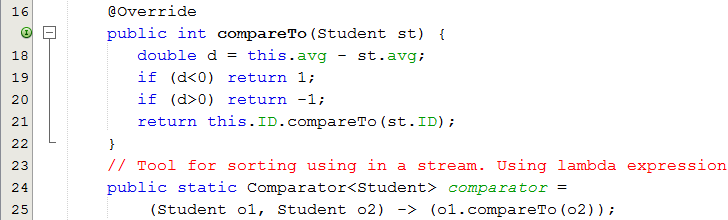 16 @Override
public int compareTo(Student st) {
18 double d = this.avg - st.avg;
19 if (d<0) return 1;
20 if (d>0) return -1;
21 return this.ID.compareTo(st.ID);
22 }
23 // Tool for sorting using in a stream. Using lambda expression
24 public static Comparator<Student> comparator =
25 (Student o1, Student o2) -> (o1.compareTo(o2));